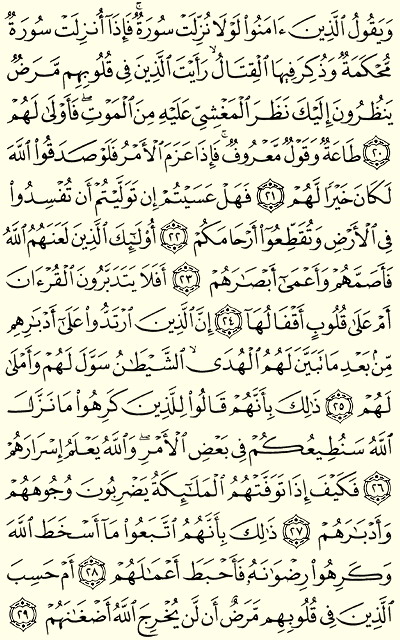 وَيَقُولُ ٱلَّذِينَ ءَامَنُوا۟ لَوْلَا نُزِّلَتْ سُورَةٌ ۖ فَإِذَآ أُنزِلَتْ سُورَةٌ
مُّحْكَمَةٌ وَذُكِرَ فِيهَا ٱلْقِتَالُ ۙ رَأَيْتَ ٱلَّذِينَ فِى قُلُوبِهِم مَّرَضٌ
يَنظُرُونَ إِلَيْكَ نَظَرَ ٱلْمَغْشِىِّ عَلَيْهِ مِنَ ٱلْمَوْتِ ۖ فَأَوْلَىٰ لَهُمْ
۝٢٠ طَاعَةٌ وَقَوْلٌ مَّعْرُوفٌ ۚ فَإِذَا عَزَمَ ٱلْأَمْرُ فَلَوْ صَدَقُوا۟ ٱللَّهَ
لَكَانَ خَيْرًا لَّهُمْ ۝٢١ فَهَلْ عَسَيْتُمْ إِن تَوَلَّيْتُمْ أَن تُفْسِدُوا۟
فِى ٱلْأَرْضِ وَتُقَطِّعُوٓا۟ أَرْحَامَكُمْ ۝٢٢ أُو۟لَٰٓئِكَ ٱلَّذِينَ لَعَنَهُمُ ٱللَّهُ
فَأَصَمَّهُمْ وَأَعْمَىٰٓ أَبْصَٰرَهُمْ ۝٢٣ أَفَلَا يَتَدَبَّرُونَ ٱلْقُرْءَانَ
أَمْ عَلَىٰ قُلُوبٍ أَقْفَالُهَآ ۝٢٤ إِنَّ ٱلَّذِينَ ٱرْتَدُّوا۟ عَلَىٰٓ أَدْبَٰرِهِم
مِّنۢ بَعْدِ مَا تَبَيَّنَ لَهُمُ ٱلْهُدَى ۙ ٱلشَّيْطَٰنُ سَوَّلَ لَهُمْ وَأَمْلَىٰ
لَهُمْ ۝٢٥ ذَٰلِكَ بِأَنَّهُمْ قَالُوا۟ لِلَّذِينَ كَرِهُوا۟ مَا نَزَّلَ
ٱللَّهُ سَنُطِيعُكُمْ فِى بَعْضِ ٱلْأَمْرِ ۖ وَٱللَّهُ يَعْلَمُ إِسْرَارَهُمْ
۝٢٦ فَكَيْفَ إِذَا تَوَفَّتْهُمُ ٱلْمَلَٰٓئِكَةُ يَضْرِبُونَ وُجُوهَهُمْ
وَأَدْبَٰرَهُمْ ۝٢٧ ذَٰلِكَ بِأَنَّهُمُ ٱتَّبَعُوا۟ مَآ أَسْخَطَ ٱللَّهَ
وَكَرِهُوا۟ رِضْوَٰنَهُۥ فَأَحْبَطَ أَعْمَٰلَهُمْ ۝٢٨ أَمْ حَسِبَ
ٱلَّذِينَ فِى قُلُوبِهِم مَّرَضٌ أَن لَّن يُخْرِجَ ٱللَّهُ أَضْغَٰنَهُمْ ۝٢٩